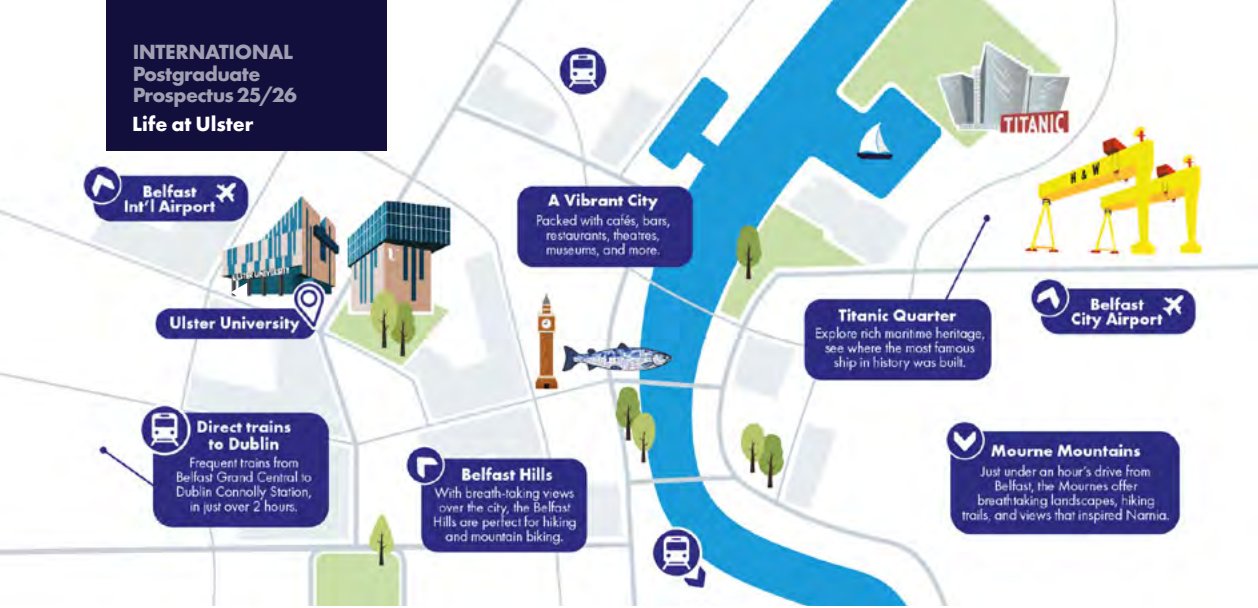 INTERNATIONAL
Postgraduate
Prospectus 25/26
Life at Ulster
Belfast
Int'l Airport
ULSTER UNIVERSITY
Ulster University
A Vibrant City
Packed with cafés, bars,
restaurants, theatres,
museums, and more.
TITANIC
H & W
Titanic Quarter
Explore rich maritime heritage,
see where the most famous
ship in history was built.
Belfast
City Airport
Direct trains
to Dublin
Frequent trains from
Belfast Grand Central to
Dublin Connolly Station,
in just over 2 hours.
Belfast Hills
With breath-taking views
over the city, the Belfast
Hills are perfect for hiking
and mountain biking.
Mourne Mountains
Just under an hour's drive from
Belfast, the Mournes offer
breathtaking landscapes, hiking
trails, and views that inspired Narnia.